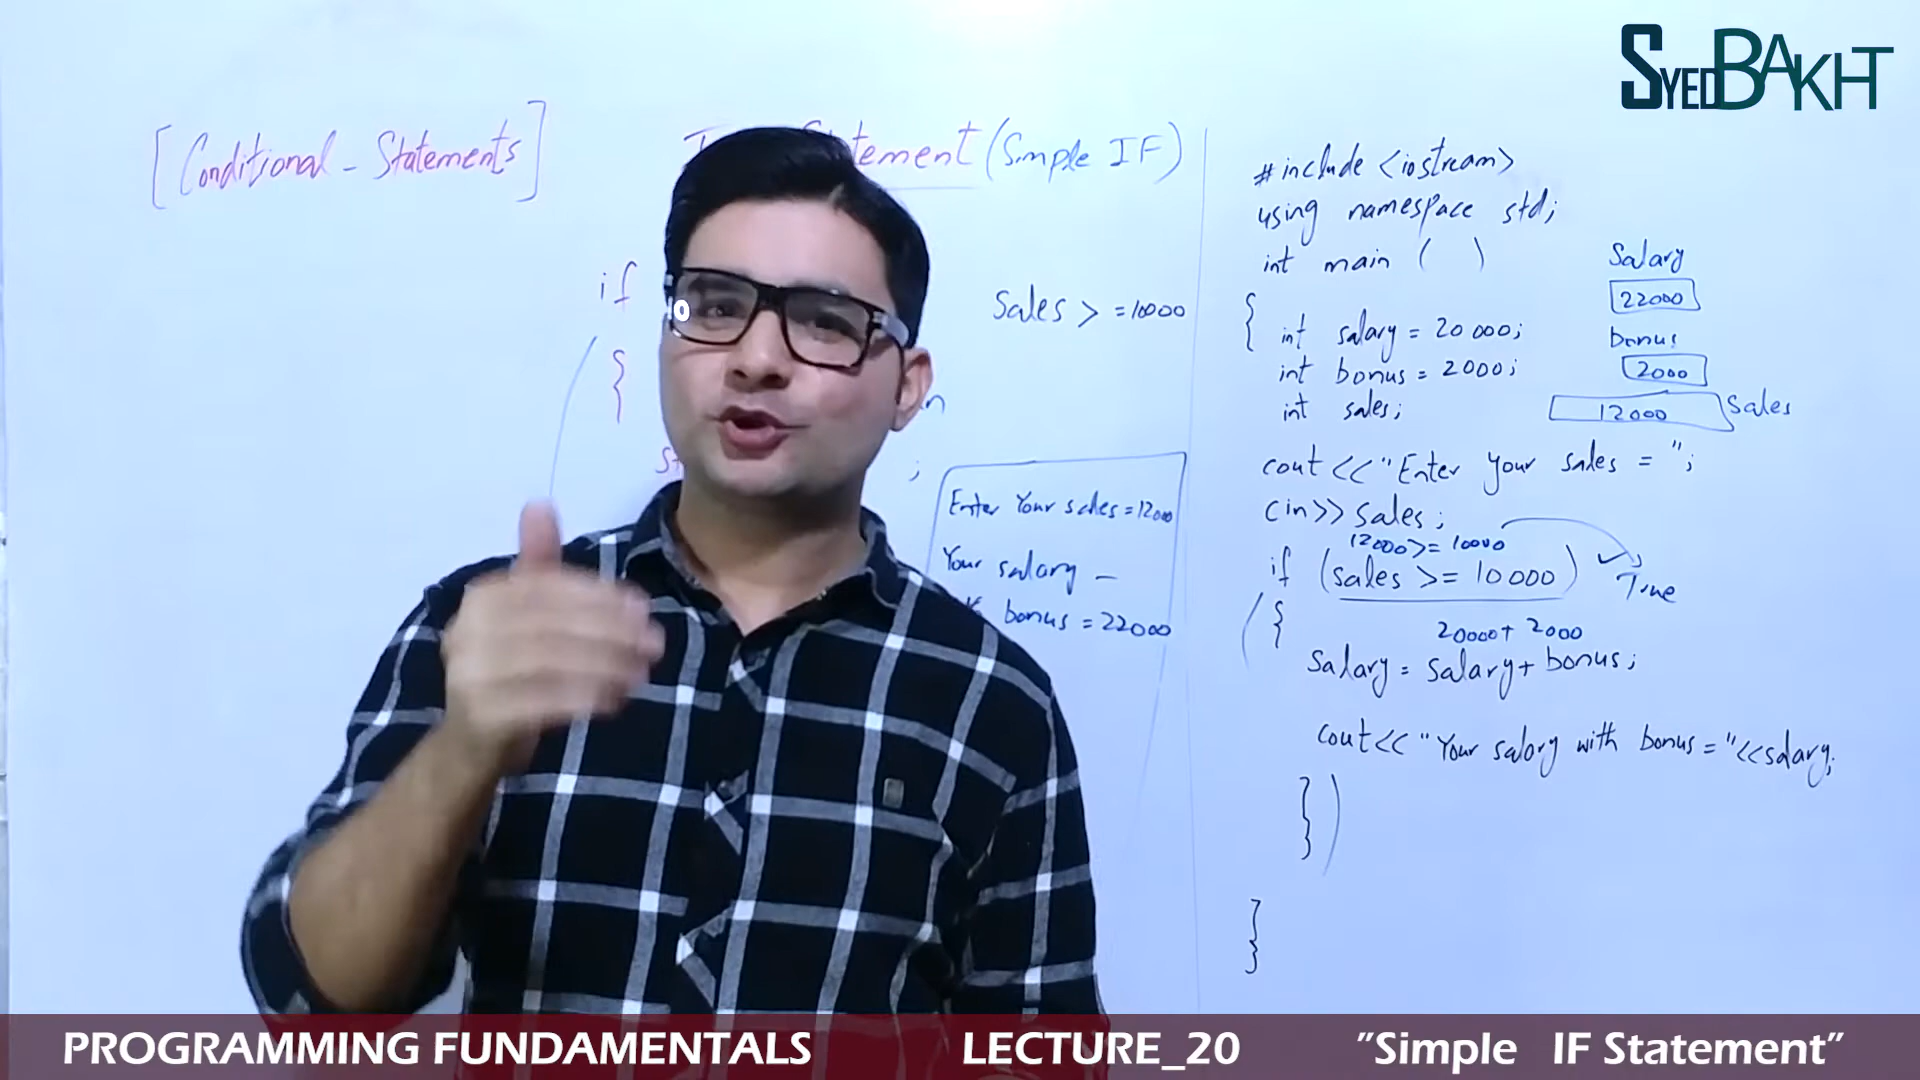 SYEDBAKHT
[Conditional - Statements]
Statement (Simple IF)
if
Sales >=10000
{
;
Enter Your sales = 12000
Your salary -
bonus = 22000
#include <iostream>
using namespace std;
int main ( )
{
int salary = 20 000;
int bonus = 2000;
int sales;
Salary
22000
bonus
2000
12000 Sales
cout <<"Enter your sales = ";
cin>> sales;
12000>= 10000
if (sales >= 10 000) ✓ True
{
20000+ 2000
Salary = salary + bonus;
cout<< "Your salary with bonus = "<<salary;
}
}
PROGRAMMING FUNDAMENTALS LECTURE_20 "Simple IF Statement"